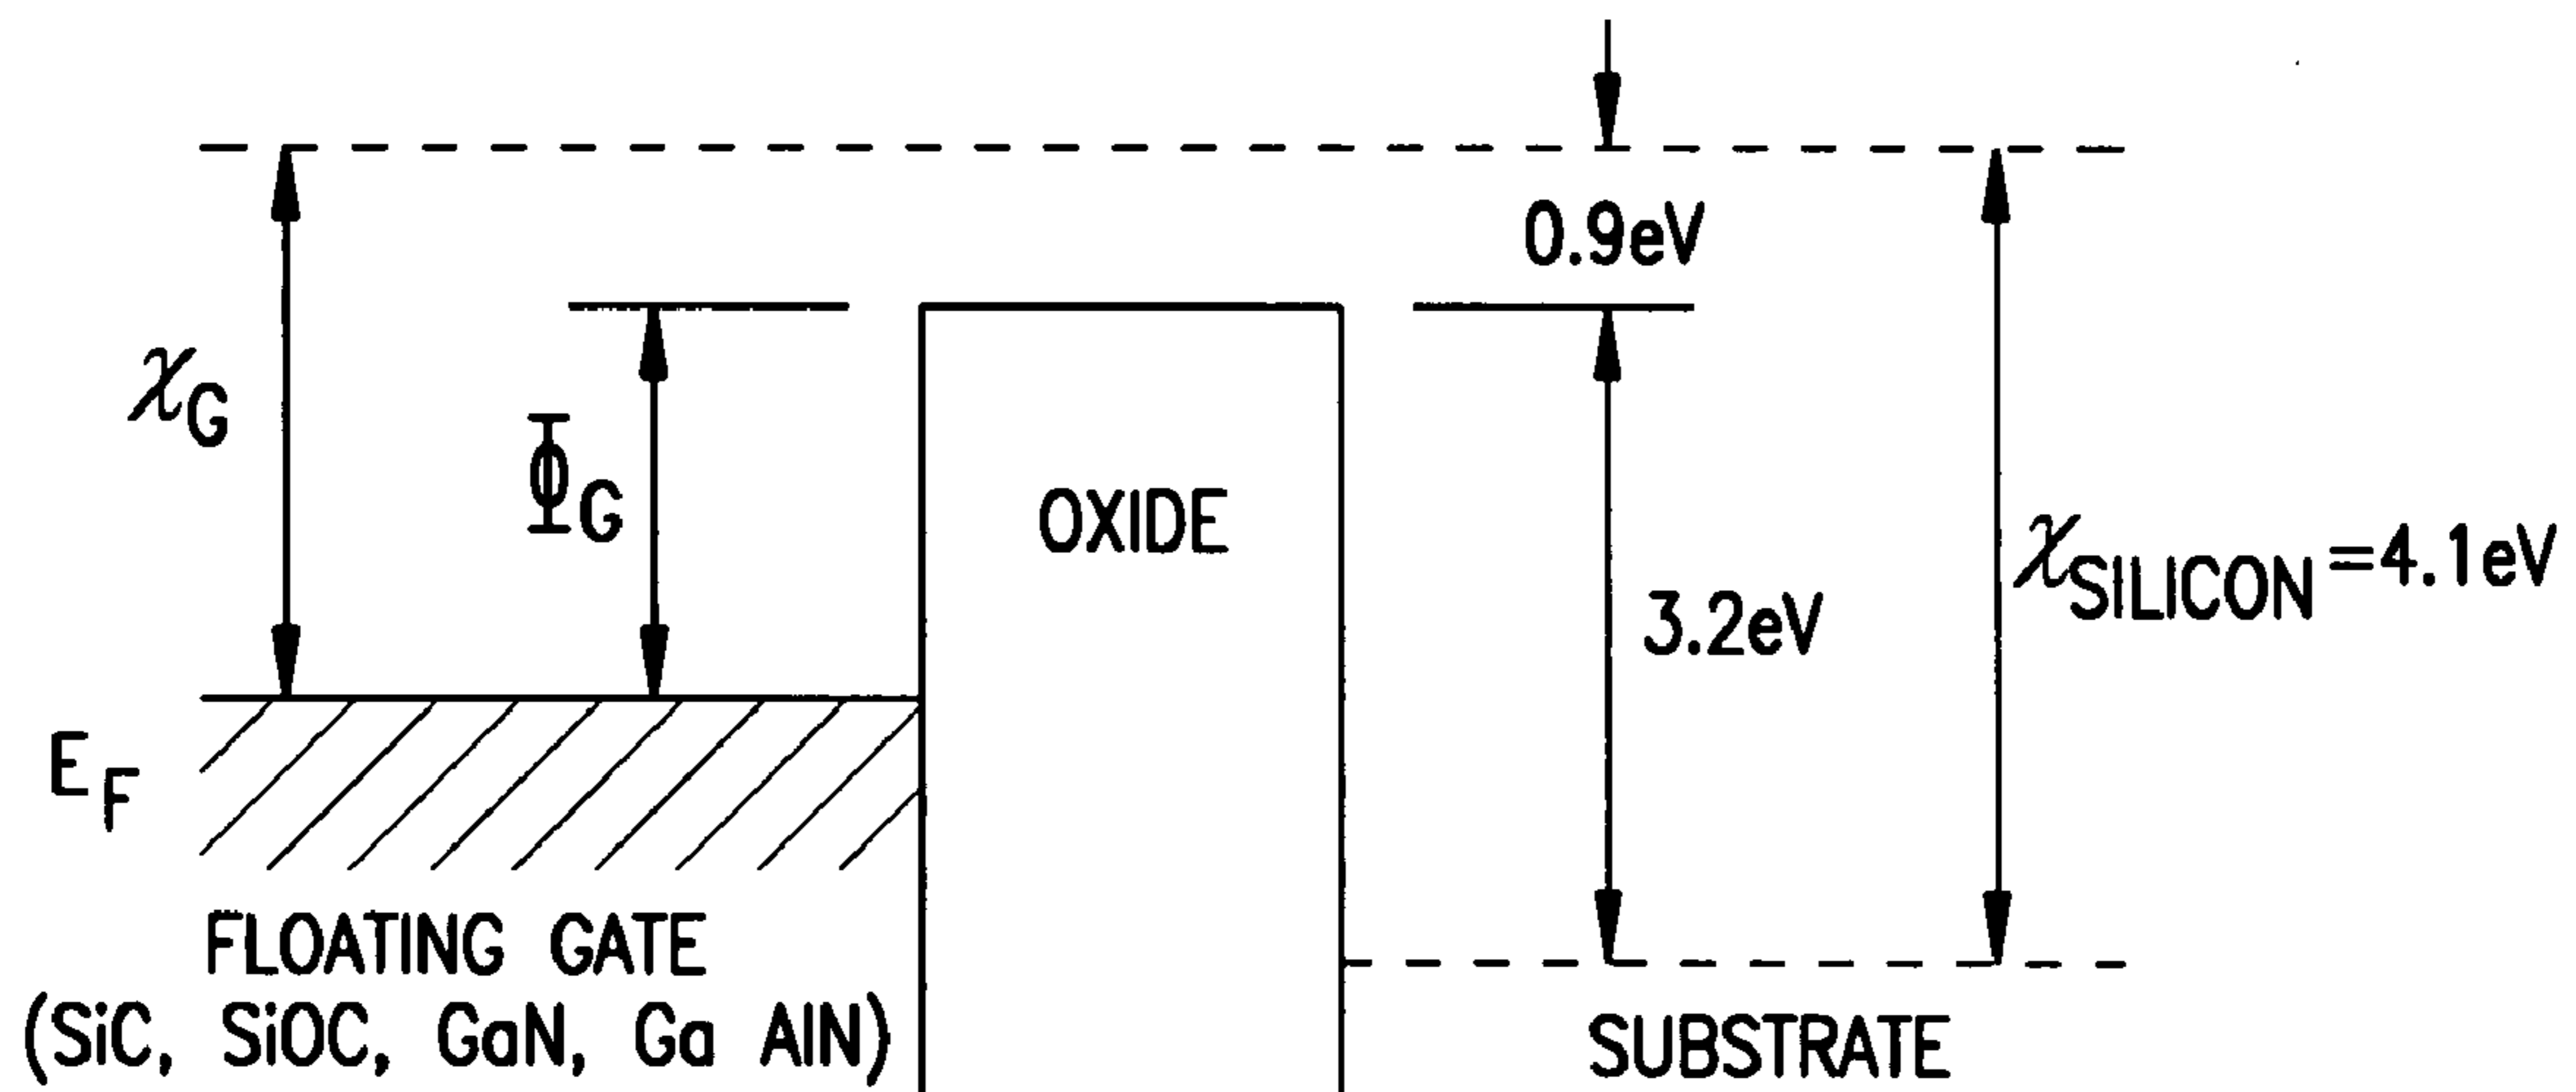 0.9eV
χG
ΦG
OXIDE
χSILICON=4.1eV
3.2eV
EF
FLOATING GATE
(SiC, SiOC, GaN, Ga AlN)
SUBSTRATE